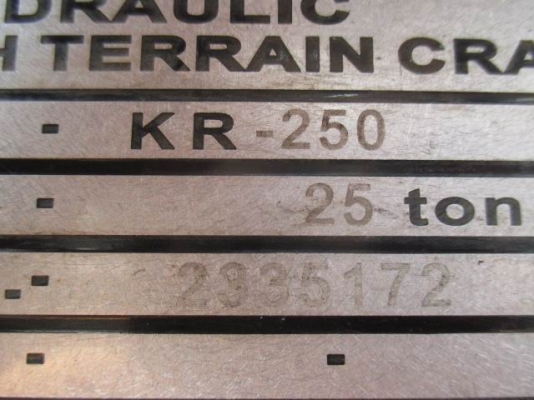 DRAULIC
H TERRAIN CRA
KR-250
25 ton
2335172